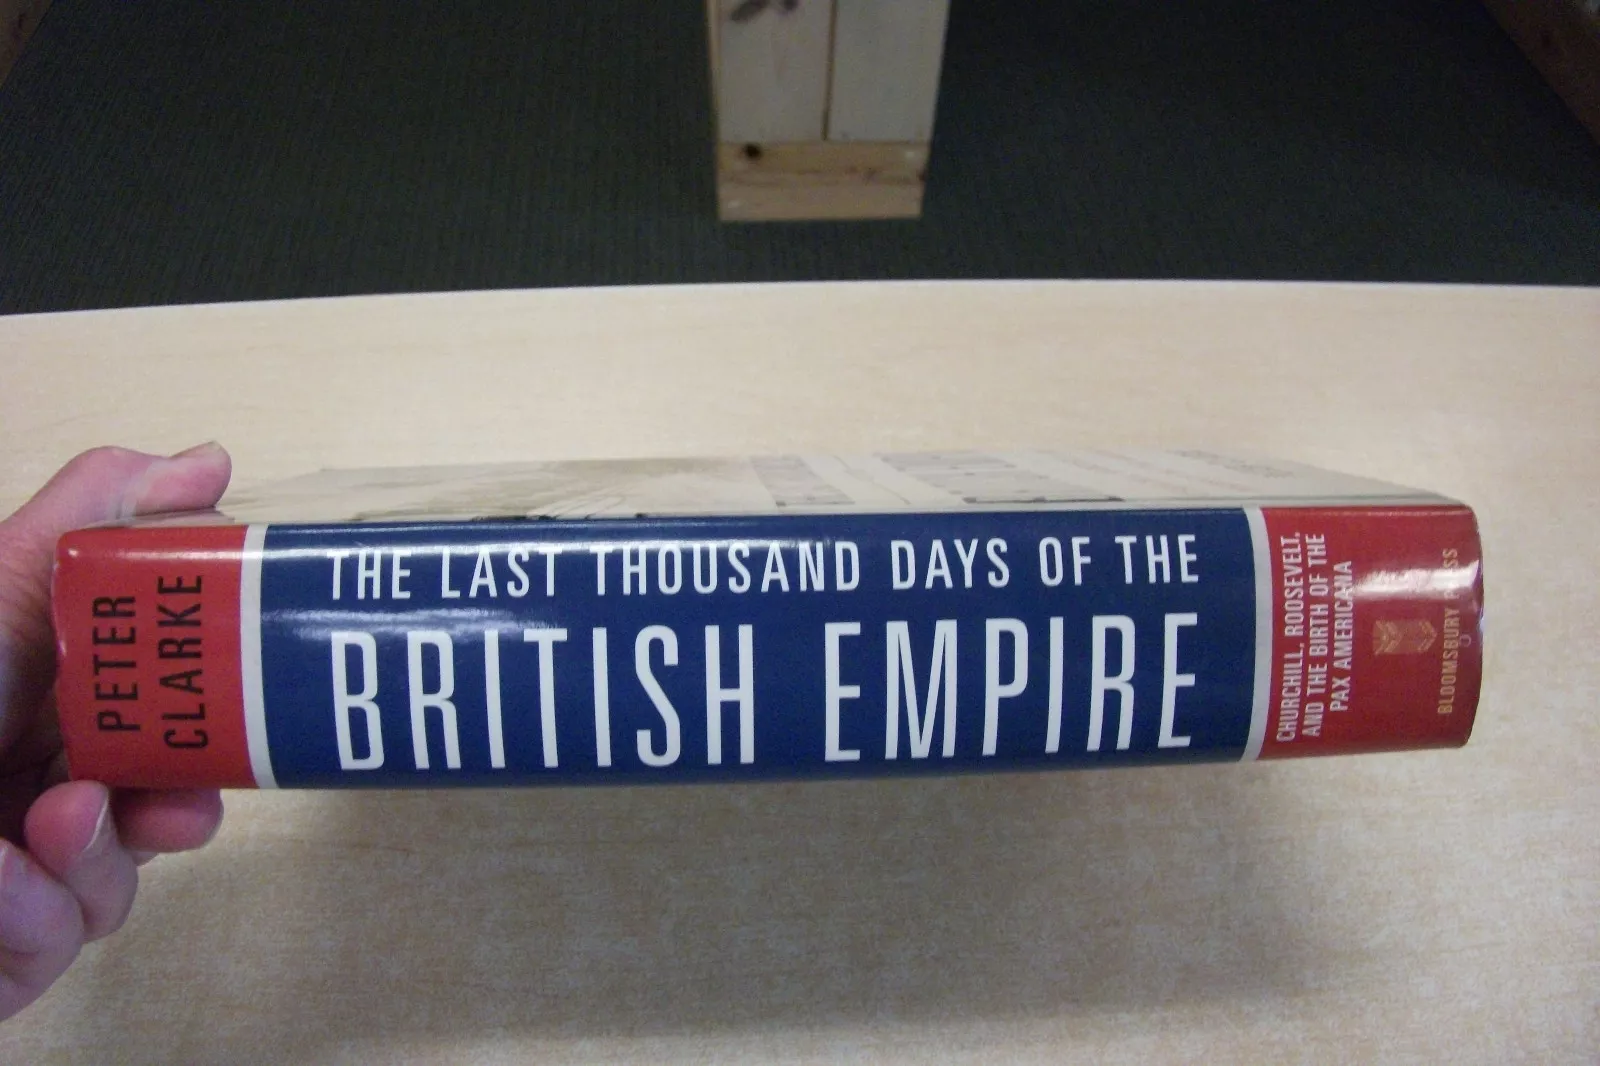 PETER
CLARKE
THE LAST THOUSAND DAYS OF THE
BRITISH EMPIRE
CHURCHILL, ROOSEVELT,
AND THE BIRTH OF THE
PAX AMERICANA
BLOOMSBURY PRESS